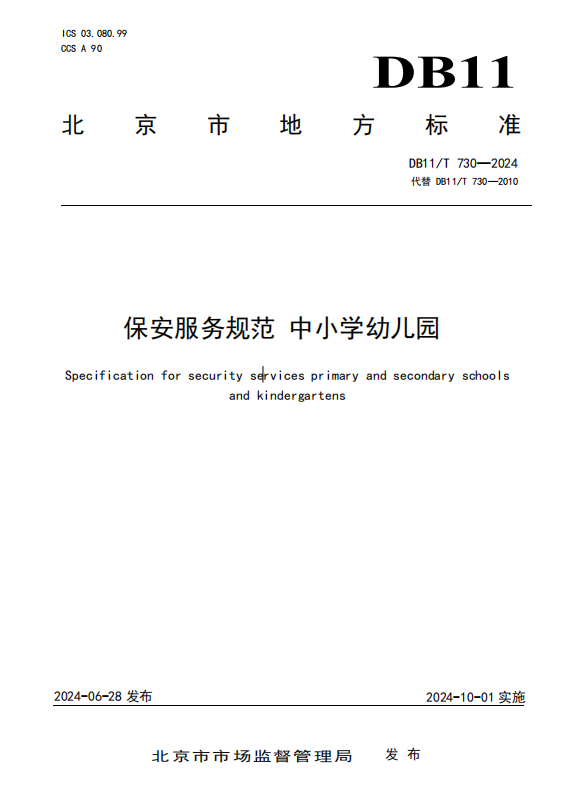 ICS 03.080.99
CCS A 90
DB11
北京市地方标准
DB11/T 730—2024
代替 DB11/T 730—2010
保安服务规范 中小学幼儿园
Specification for security services primary and secondary schools
and kindergartens
2024-06-28 发布
2024-10-01 实施
北京市市场监督管理局 发布